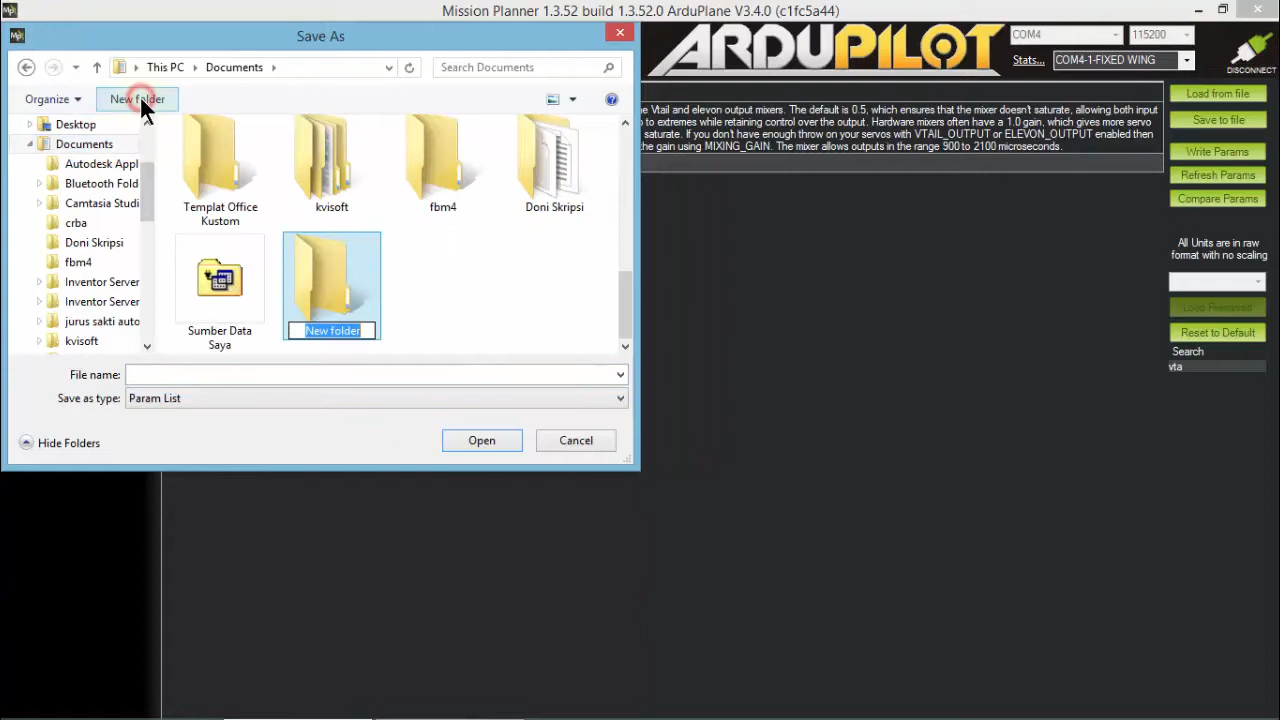 Mission Planner 1.3.52 build 1.3.52.0 ArduPlane V3.4.0 (c1fc5a44)
Save As
This PC
Documents
Search Documents
Organize
New folder
Desktop
Documents
Autodesk Appl
Bluetooth Fold
Camtasia Studi
crba
Doni Skripsi
fbm4
Inventor Server
Inventor Server
jurus sakti auto
kvisoft
Templat Office
Kustom
kvisoft
fbm4
Doni Skripsi
Sumber Data
Saya
New folder
File name:
Save as type:
Param List
Hide Folders
Open
Cancel
ARDUPILOT
COM4
115200
Stats...
COM4-1-FIXED WING
DISCONNECT
e Vtail and elevon output mixers. The default is 0.5, which ensures that the mixer doesn't saturate, allowing both input
to extremes while retaining control over the output. Hardware mixers often have a 1.0 gain, which gives more servo
saturate. If you don't have enough throw on your servos with VTAIL_OUTPUT or ELEVON_OUTPUT enabled then
the gain using MIXING_GAIN. The mixer allows outputs in the range 900 to 2100 microseconds.
Load from file
Save to file
Write Params
Refresh Params
Compare Params
All Units are in raw
format with no scaling
Load Presaved
Reset to Default
Search
vta